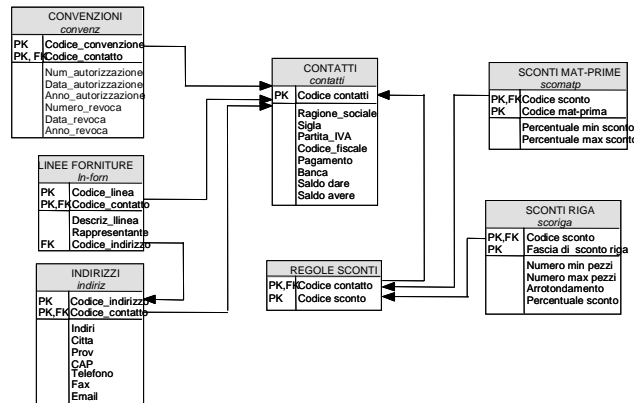 CONVENZIONI
convenz
PK Codice_convenzione
PK, FK Codice_contatto
Num_autorizzazione
Data_autorizzazione
Anno_autorizzazione
Numero_revoca
Data_revoca
Anno_revoca
LINEE FORNITURE
ln-forn
PK Codice_linea
PK,FK Codice_contatto
Descriz_llinea
Rappresentante
FK Codice_indirizzo
INDIRIZZI
indiriz
PK Codice_indirizzo
PK,FK Codice_contatto
Indiri
Citta
Prov
CAP
Telefono
Fax
Email
CONTATTI
contatti
PK Codice contatti
Ragione_sociale
Sigla
Partita_IVA
Codice_fiscale
Pagamento
Banca
Saldo dare
Saldo avere
REGOLE SCONTI
PK,FK Codice contatto
PK Codice sconto
SCONTI MAT-PRIME
scomatp
PK,FK Codice sconto
PK Codice mat-prima
Percentuale min sconto
Percentuale max sconto
SCONTI RIGA
scoriga
PK,FK Codice sconto
PK Fascia di sconto riga
Numero min pezzi
Numero max pezzi
Arrotondamento
Percentuale sconto